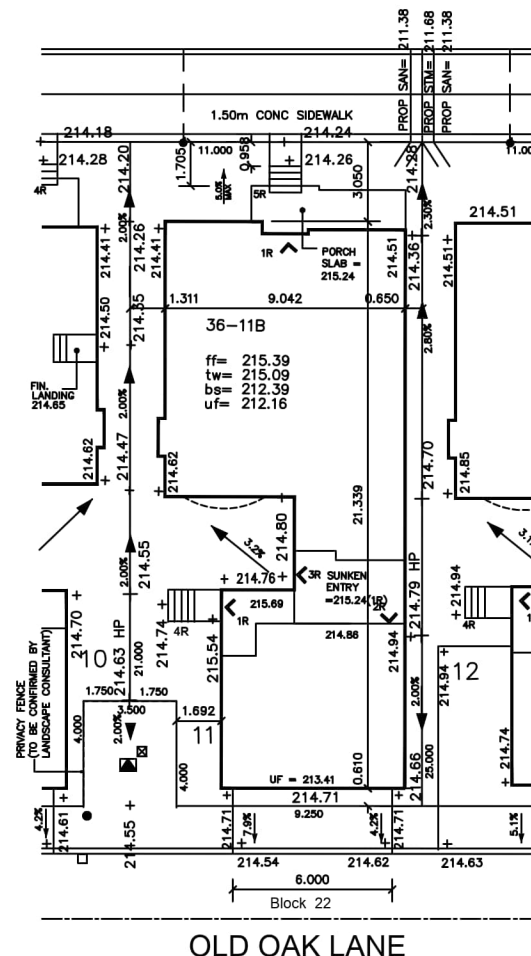 PROP SAN= 211.38
PROP STM= 211.68
PROP SAN= 211.38
1.50m CONC SIDEWALK
214.18
214.24
11.000
11.00
214.28
214.20
1.705
0.958
214.26
3.050
214.28
4R
5.0%
MAX
5R
2.00%
2.30%
214.51
214.41
214.26
214.41
1R
PORCH
SLAB =
215.24
214.51
214.36
214.51
214.50
214.35
1.311
9.042
0.650
36-11B
2.80%
ff= 215.39
tw= 215.09
bs= 212.39
uf= 212.16
FIN.
LANDING
214.65
2.00%
214.62
214.47
214.62
21.339
214.70
214.85
214.80
3.2%
3.1
214.55
2.00%
214.76
3R
SUNKEN
ENTRY
=215.24(1R)
214.79 HP
214.94
215.69
1R
2R
4R
4R
1
214.70
214.63 HP
21.000
214.74
215.54
214.86
214.94
10
12
214.94
PRIVACY FENCE
(TO BE CONFIRMED BY
LANDSCAPE CONSULTANT)
1.750
1.750
3.500
1.692
11
2.00%
2.00%
4.000
4.000
0.610
214.66
25.000
214.74
UF = 213.41
214.71
9.250
4.2%
214.61
214.55
214.71
7.9%
4.2%
214.71
5.1%
214.54
214.62
214.63
6.000
Block 22
OLD OAK LANE